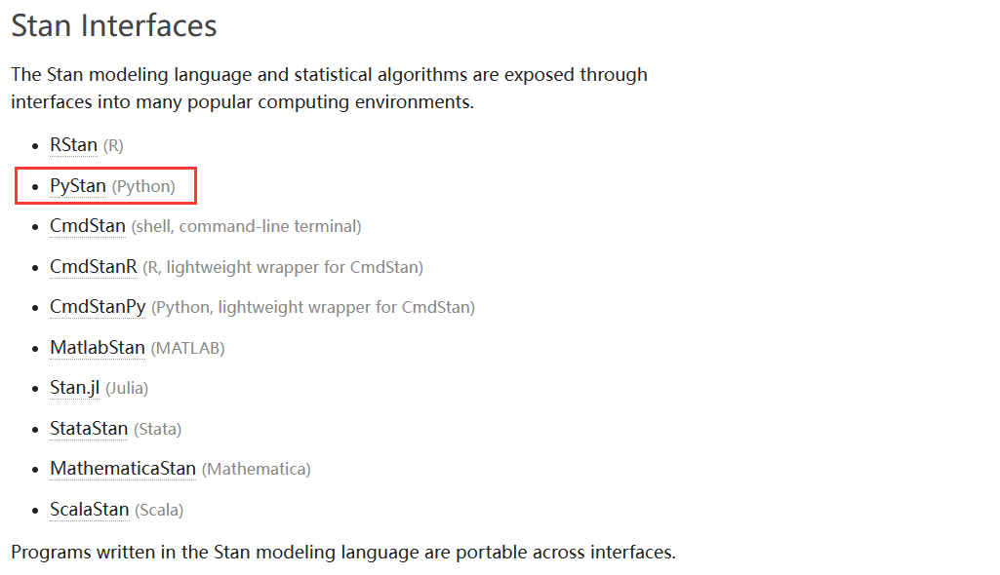 Stan Interfaces
The Stan modeling language and statistical algorithms are exposed through
interfaces into many popular computing environments.
• RStan (R)
• PyStan (Python)
• CmdStan (shell, command-line terminal)
• CmdStanR (R, lightweight wrapper for CmdStan)
• CmdStanPy (Python, lightweight wrapper for CmdStan)
• MatlabStan (MATLAB)
• Stan.jl (Julia)
• StataStan (Stata)
• MathematicaStan (Mathematica)
• ScalaStan (Scala)
Programs written in the Stan modeling language are portable across interfaces.